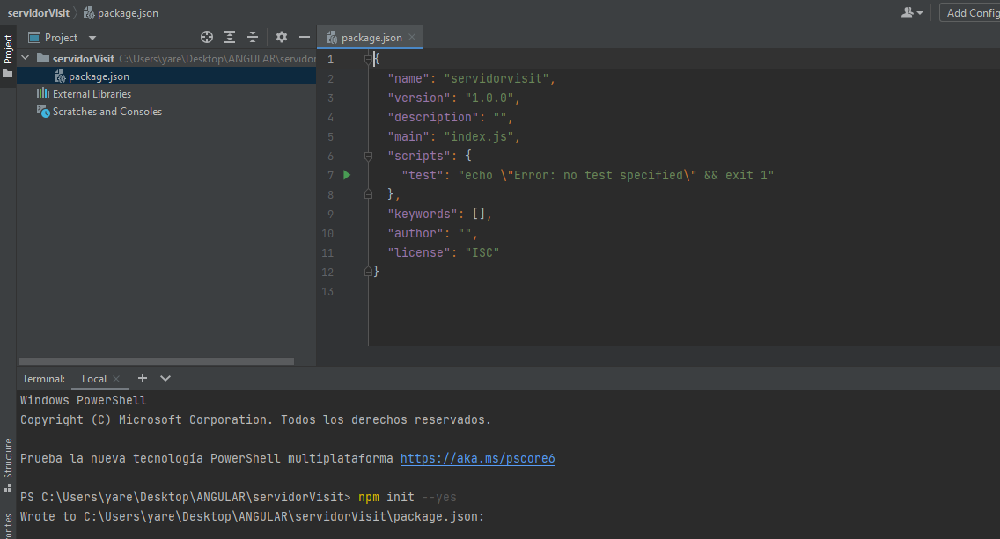 servidorVisit package.json Add Config
Project
Project
servidorVisit C:\Users\yare\Desktop\ANGULAR\servidor
package.json
External Libraries
Scratches and Consoles
package.json
1 {
2 "name": "servidorvisit",
3 "version": "1.0.0",
4 "description": "",
5 "main": "index.js",
6 "scripts": {
7 "test": "echo \"Error: no test specified\" && exit 1"
8 },
9 "keywords": [],
10 "author": "",
11 "license": "ISC"
12 }
13
Terminal: Local
Windows PowerShell
Copyright (C) Microsoft Corporation. Todos los derechos reservados.
Prueba la nueva tecnología PowerShell multiplataforma https://aka.ms/pscore6
PS C:\Users\yare\Desktop\ANGULAR\servidorVisit> npm init --yes
Wrote to C:\Users\yare\Desktop\ANGULAR\servidorVisit\package.json:
Structure
orites